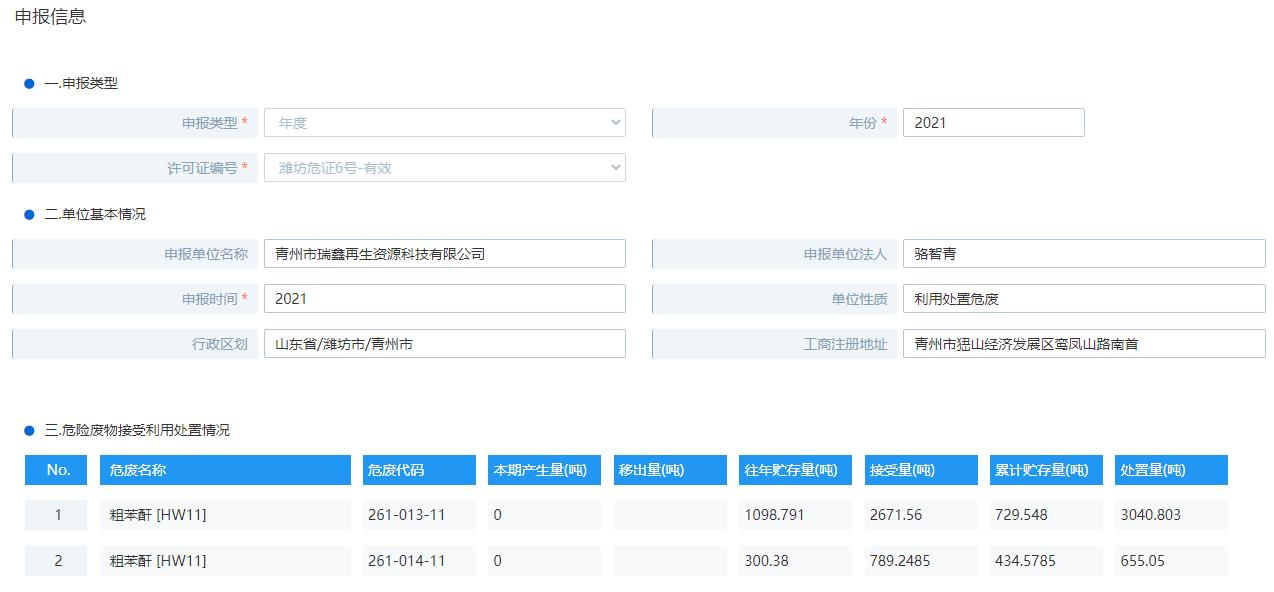 申报信息
一.申报类型
申报类型 * 年度 年份 * 2021
许可证编号 * 潍坊危证6号-有效
二.单位基本情况
申报单位名称 青州市瑞鑫再生资源科技有限公司 申报单位法人 骆智青
申报时间 * 2021 单位性质 利用处置危废
行政区划 山东省/潍坊市/青州市 工商注册地址 青州市峱山经济发展区鸾凤山路南首
三.危险废物接受利用处置情况
No. 危废名称 危废代码 本期产生量(吨) 移出量(吨) 往年贮存量(吨) 接受量(吨) 累计贮存量(吨) 处置量(吨)
1 粗苯酐 [HW11] 261-013-11 0 1098.791 2671.56 729.548 3040.803
2 粗苯酐 [HW11] 261-014-11 0 300.38 789.2485 434.5785 655.05